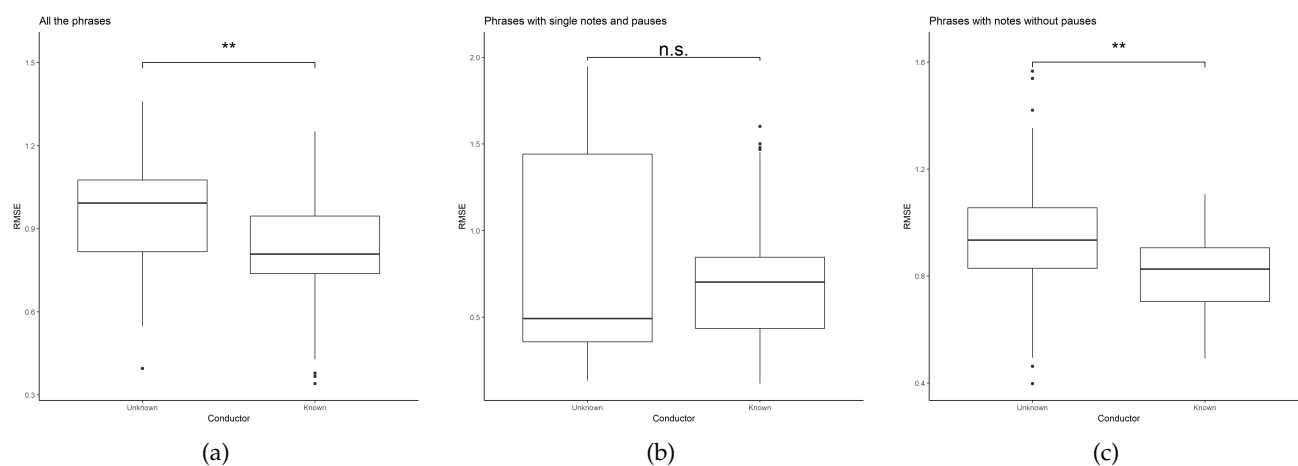 All the phrases
**
1.5
1.2
0.9
0.6
0.3
RMSE
Unknown
Known
Conductor
(a)
Phrases with single notes and pauses
n.s.
2.0
1.5
1.0
0.5
RMSE
Unknown
Known
Conductor
(b)
Phrases with notes without pauses
**
1.6
1.2
0.8
0.4
RMSE
Unknown
Known
Conductor
(c)